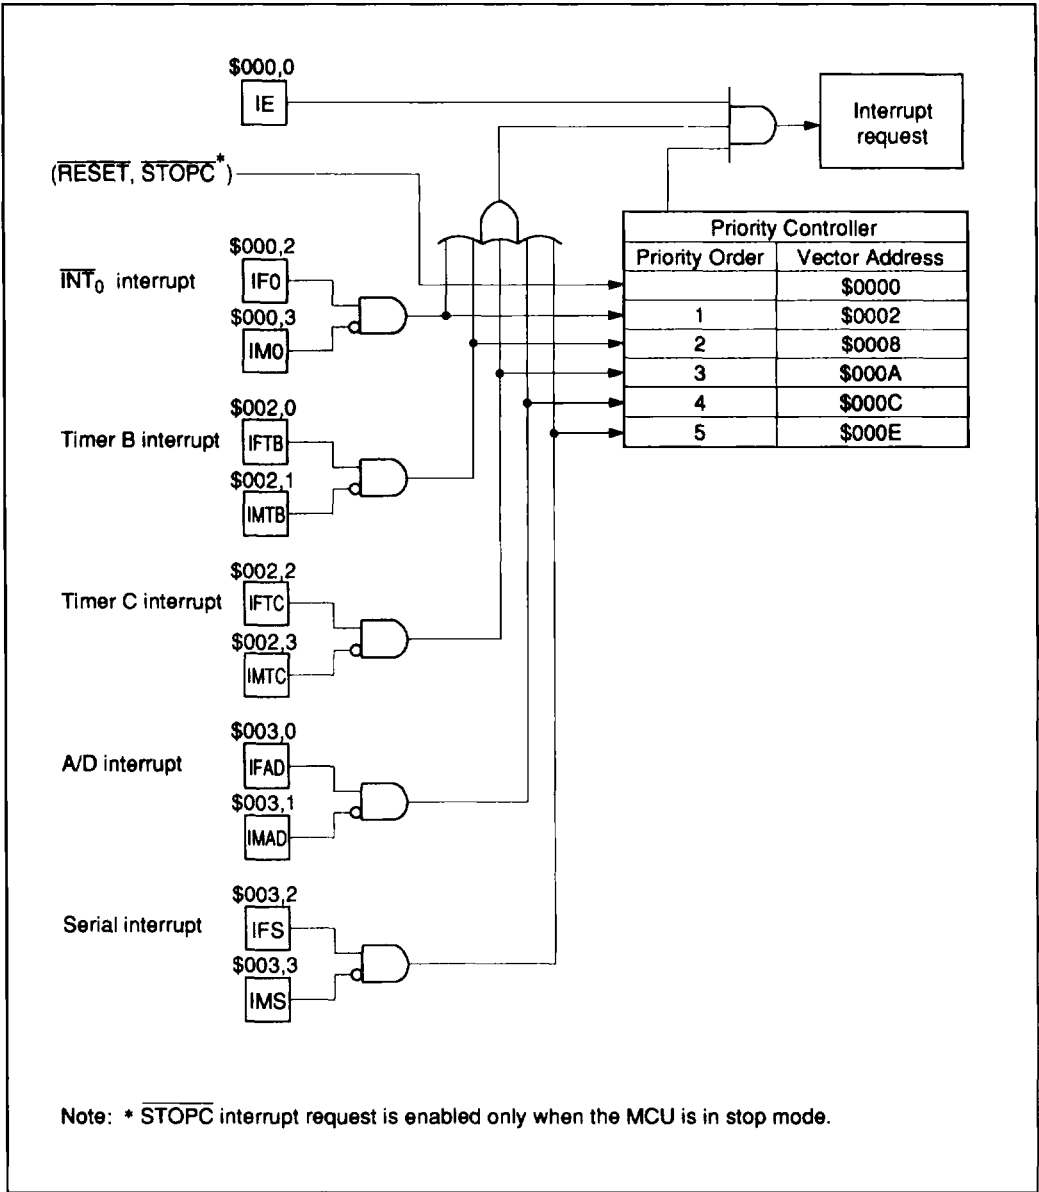 $000,0
IE
Interrupt
request
(RESET, STOPC*)
Priority Controller
Priority Order Vector Address
$0000
1 $0002
2 $0008
3 $000A
4 $000C
5 $000E
$000,2
INT0 interrupt
IF0
$000,3
IM0
$002,0
Timer B interrupt
IFTB
$002,1
IMTB
$002,2
Timer C interrupt
IFTC
$002,3
IMTC
$003,0
A/D interrupt
IFAD
$003,1
IMAD
$003,2
Serial interrupt
IFS
$003,3
IMS
Note: * STOPC interrupt request is enabled only when the MCU is in stop mode.